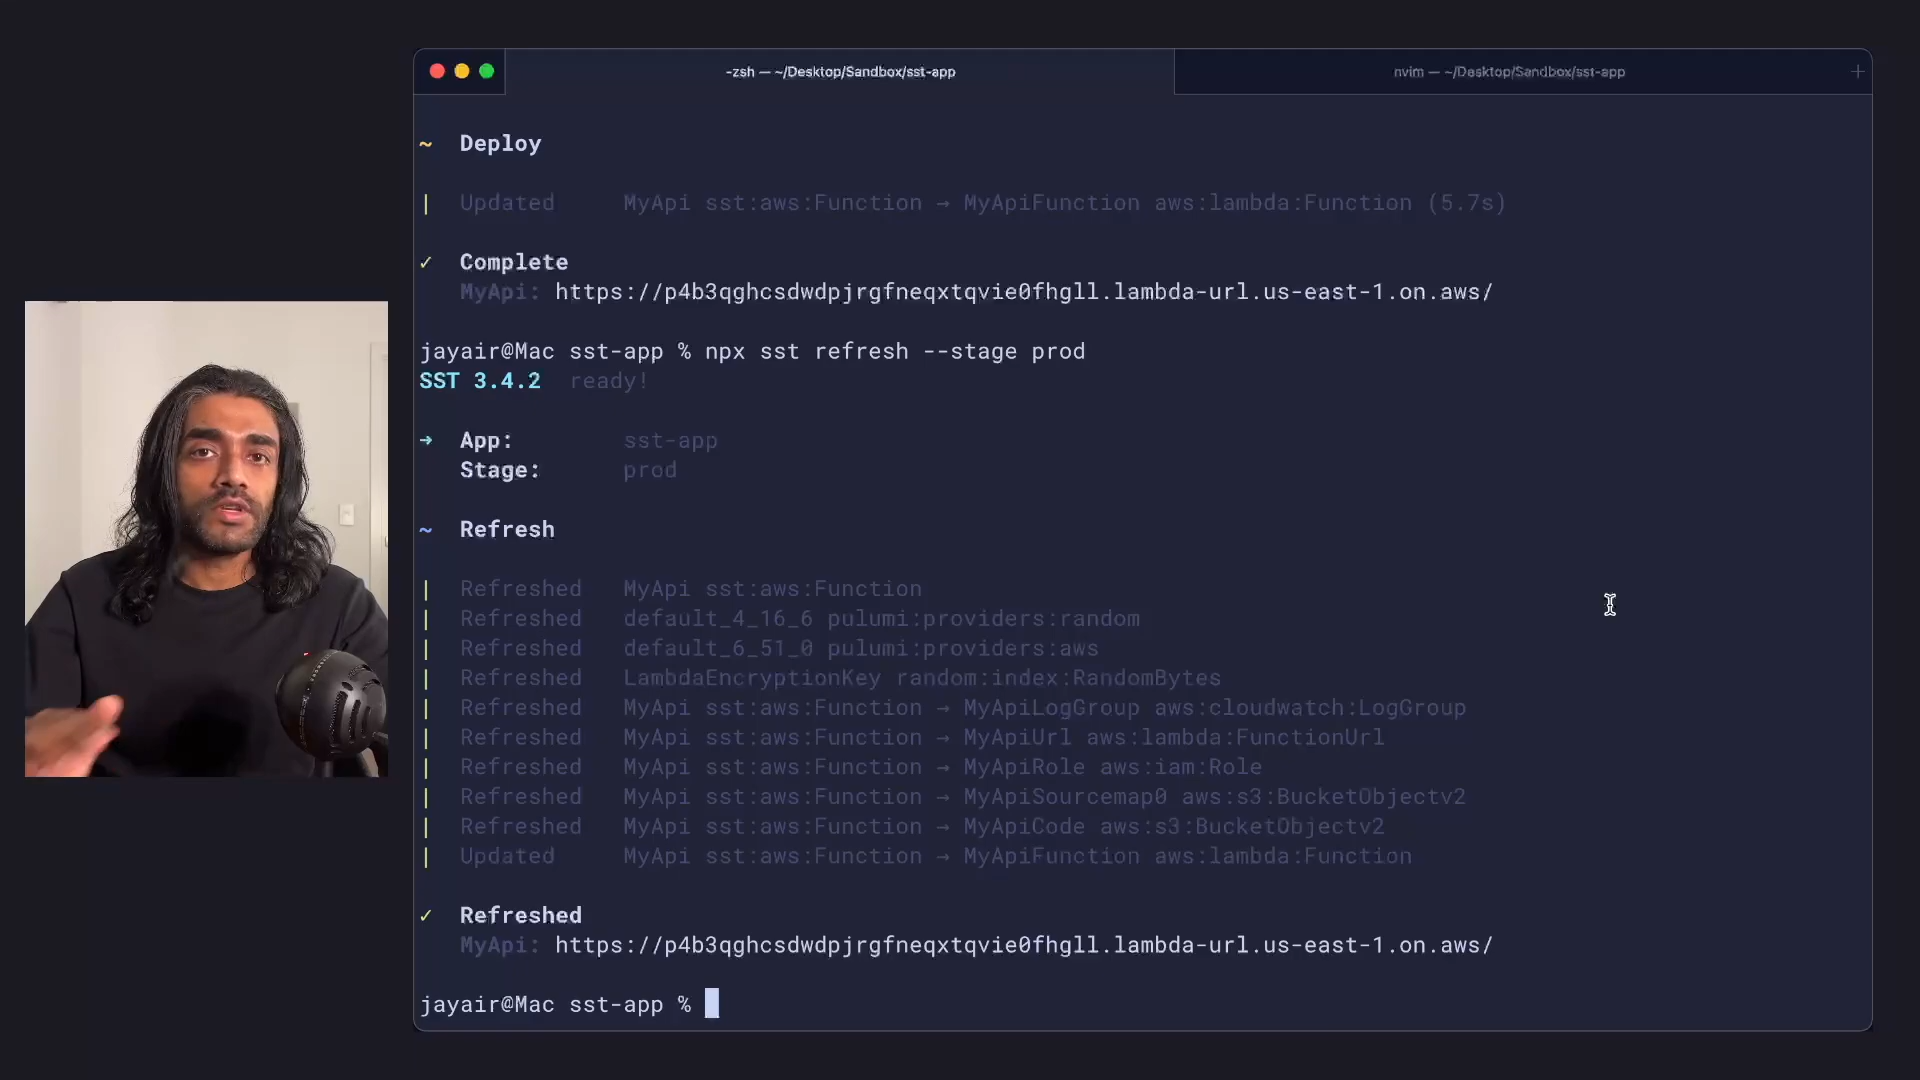 -zsh — ~/Desktop/Sandbox/sst-app
nvim — ~/Desktop/Sandbox/sst-app
+
~ Deploy
| Updated MyApi sst:aws:Function → MyApiFunction aws:lambda:Function (5.7s)
✓ Complete
MyApi: https://p4b3qghcsdwdpjrgfneqxtqvie0fhgll.lambda-url.us-east-1.on.aws/
jayair@Mac sst-app % npx sst refresh --stage prod
SST 3.4.2 ready!
➜ App: sst-app
Stage: prod
~ Refresh
| Refreshed MyApi sst:aws:Function
| Refreshed default_4_16_6 pulumi:providers:random
| Refreshed default_6_51_0 pulumi:providers:aws
| Refreshed LambdaEncryptionKey random:index:RandomBytes
| Refreshed MyApi sst:aws:Function → MyApiLogGroup aws:cloudwatch:LogGroup
| Refreshed MyApi sst:aws:Function → MyApiUrl aws:lambda:FunctionUrl
| Refreshed MyApi sst:aws:Function → MyApiRole aws:iam:Role
| Refreshed MyApi sst:aws:Function → MyApiSourcemap0 aws:s3:BucketObjectv2
| Refreshed MyApi sst:aws:Function → MyApiCode aws:s3:BucketObjectv2
| Updated MyApi sst:aws:Function → MyApiFunction aws:lambda:Function
✓ Refreshed
MyApi: https://p4b3qghcsdwdpjrgfneqxtqvie0fhgll.lambda-url.us-east-1.on.aws/
jayair@Mac sst-app %